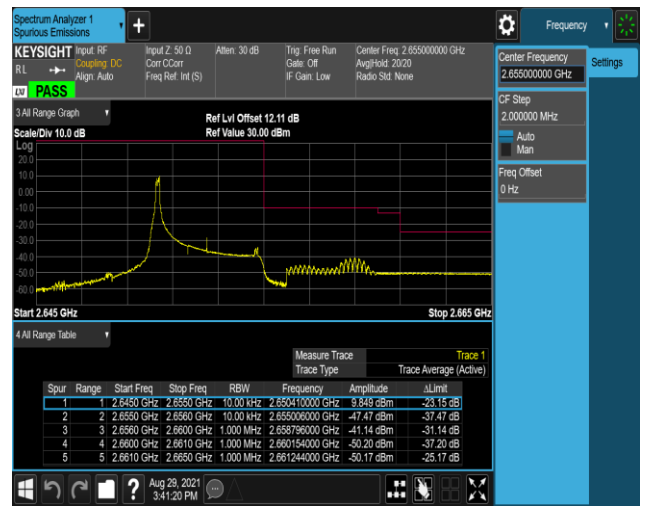 Spectrum Analyzer 1
Spurious Emissions
Frequency
KEYSIGHT Input: RF Input Z: 50 Ω Atten: 30 dB Trig: Free Run Center Freq: 2.655000000 GHz
RL Coupling: DC Corr CCorr Gate: Off Avg|Hold: 20/20
Align: Auto Freq Ref: Int (S) IF Gain: Low Radio Std: None
LXI PASS
Center Frequency
2.655000000 GHz
Settings
CF Step
2.000000 MHz
Auto
Man
Freq Offset
0 Hz
3 All Range Graph
Ref Lvl Offset 12.11 dB
Scale/Div 10.0 dB Ref Value 30.00 dBm
Log
20.0
10.0
0.00
-10.0
-20.0
-30.0
-40.0
-50.0
-60.0
Start 2.645 GHz Stop 2.665 GHz
4 All Range Table
Measure Trace Trace 1
Trace Type Trace Average (Active)
Spur Range Start Freq Stop Freq RBW Frequency Amplitude ΔLimit
1 1 2.6450 GHz 2.6550 GHz 10.00 kHz 2.650410000 GHz 9.849 dBm -23.15 dB
2 2 2.6550 GHz 2.6560 GHz 10.00 kHz 2.655006000 GHz -47.47 dBm -37.47 dB
3 3 2.6560 GHz 2.6600 GHz 1.000 MHz 2.658796000 GHz -41.14 dBm -31.14 dB
4 4 2.6600 GHz 2.6610 GHz 1.000 MHz 2.660154000 GHz -50.20 dBm -37.20 dB
5 5 2.6610 GHz 2.6650 GHz 1.000 MHz 2.661244000 GHz -50.17 dBm -25.17 dB
Aug 29, 2021
3:41:20 PM